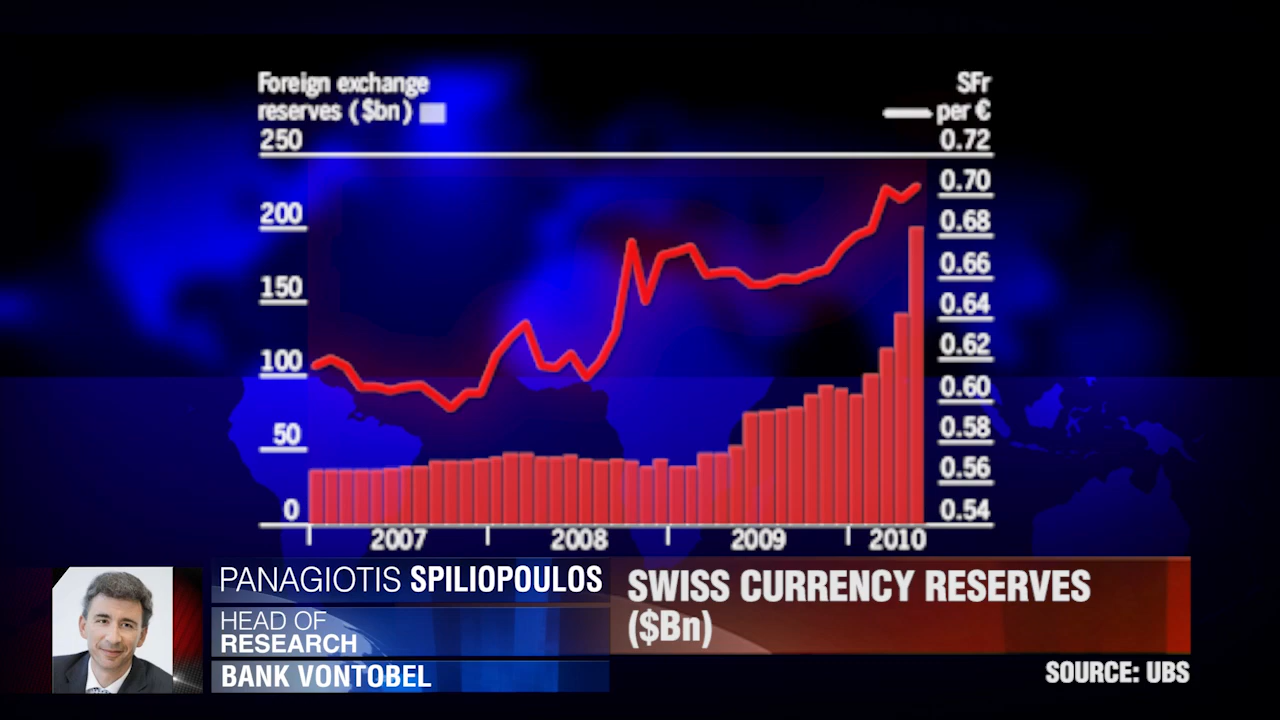 Foreign exchange
reserves ($bn)
SFr
per €
250
200
150
100
50
0
0.72
0.70
0.68
0.66
0.64
0.62
0.60
0.58
0.56
0.54
2007 2008 2009 2010
PANAGIOTIS SPILIOPOULOS
HEAD OF
RESEARCH
BANK VONTOBEL
SWISS CURRENCY RESERVES
($Bn)
SOURCE: UBS